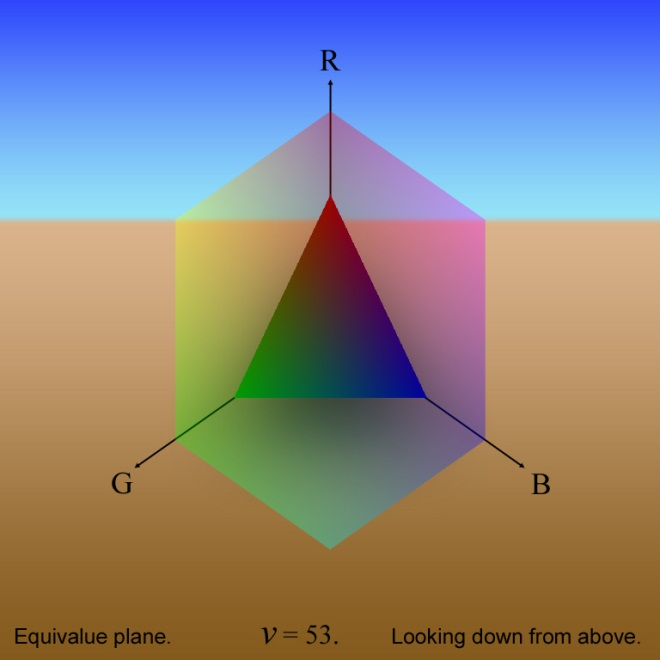 R
G
B
Equivalue plane.
v = 53.
Looking down from above.